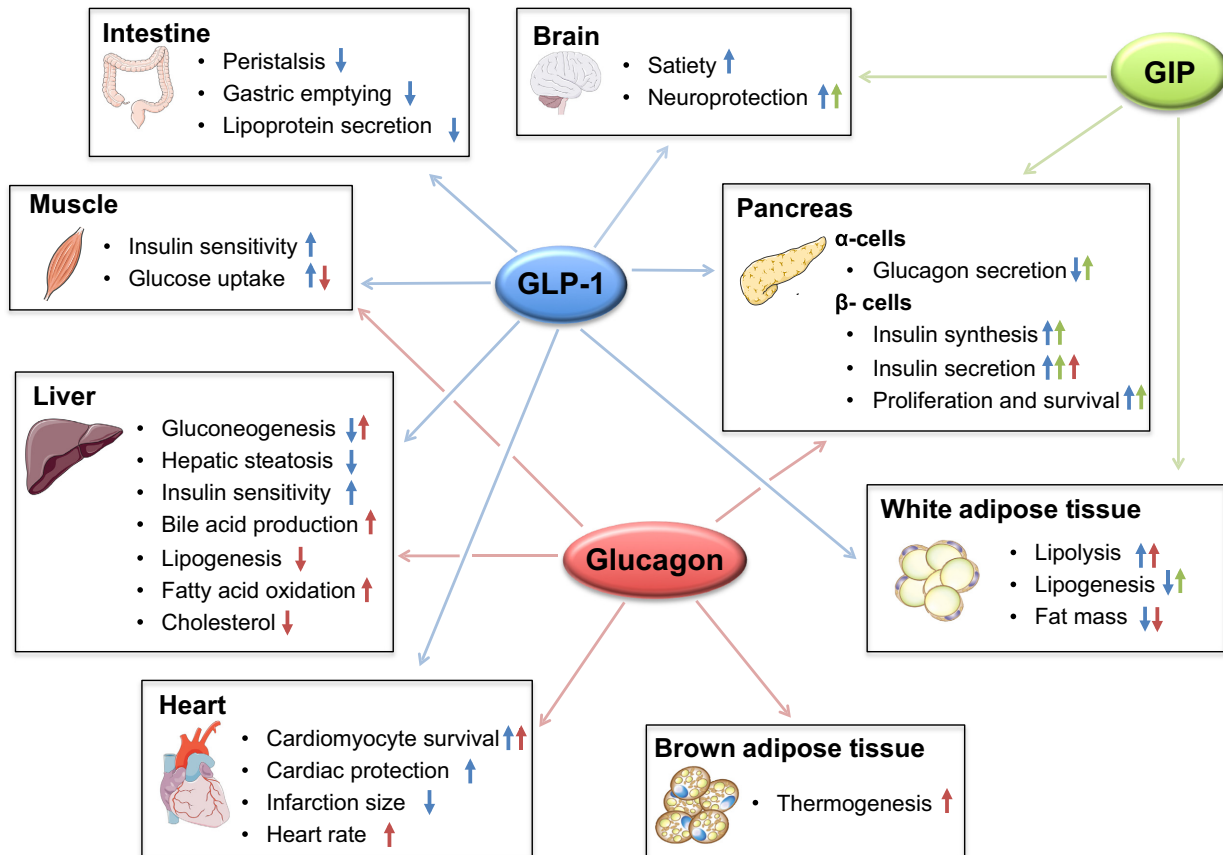 Intestine
• Peristalsis ↓
• Gastric emptying ↓
• Lipoprotein secretion ↓
Brain
• Satiety ↑
• Neuroprotection ↑↑
GIP
Muscle
• Insulin sensitivity ↑
• Glucose uptake ↑↓
GLP-1
Pancreas
α-cells
• Glucagon secretion ↓↑
β- cells
• Insulin synthesis ↑↑
• Insulin secretion ↑↑↑
• Proliferation and survival ↑↑
Liver
• Gluconeogenesis ↓↑
• Hepatic steatosis ↓
• Insulin sensitivity ↑
• Bile acid production ↑
• Lipogenesis ↓
• Fatty acid oxidation ↑
• Cholesterol ↓
Glucagon
White adipose tissue
• Lipolysis ↑↑
• Lipogenesis ↓↑
• Fat mass ↓↓
Heart
• Cardiomyocyte survival ↑↑
• Cardiac protection ↑
• Infarction size ↓
• Heart rate ↑
Brown adipose tissue
• Thermogenesis ↑